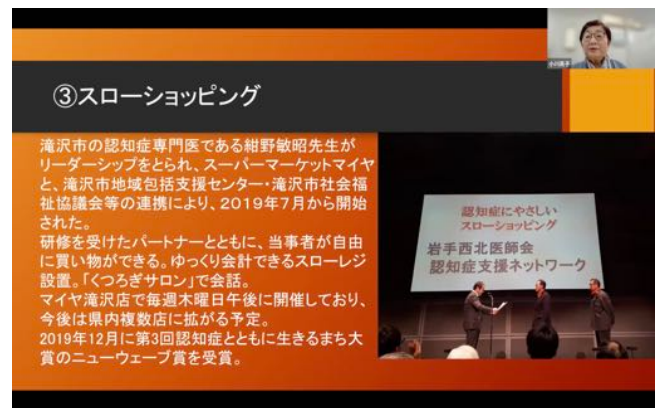 ③スローショッピング
滝沢市の認知症専門医である紺野敏昭先生が
リーダーシップをとられ、スーパーマーケットマイヤ
と、滝沢市地域包括支援センター・滝沢市社会福
祉協議会等の連携により、2019年7月から開始
された。
研修を受けたパートナーとともに、当事者が自由
に買い物ができる。ゆっくり会計できるスローレジ
設置。「くつろぎサロン」で会話。
マイヤ滝沢店で毎週木曜日午後に開催しており、
今後は県内複数店に拡がる予定。
2019年12月に第3回認知症とともに生きるまち大
賞のニューウェーブ賞を受賞。
認知症にやさしい
スローショッピング
岩手西北医師会
認知症支援ネットワーク